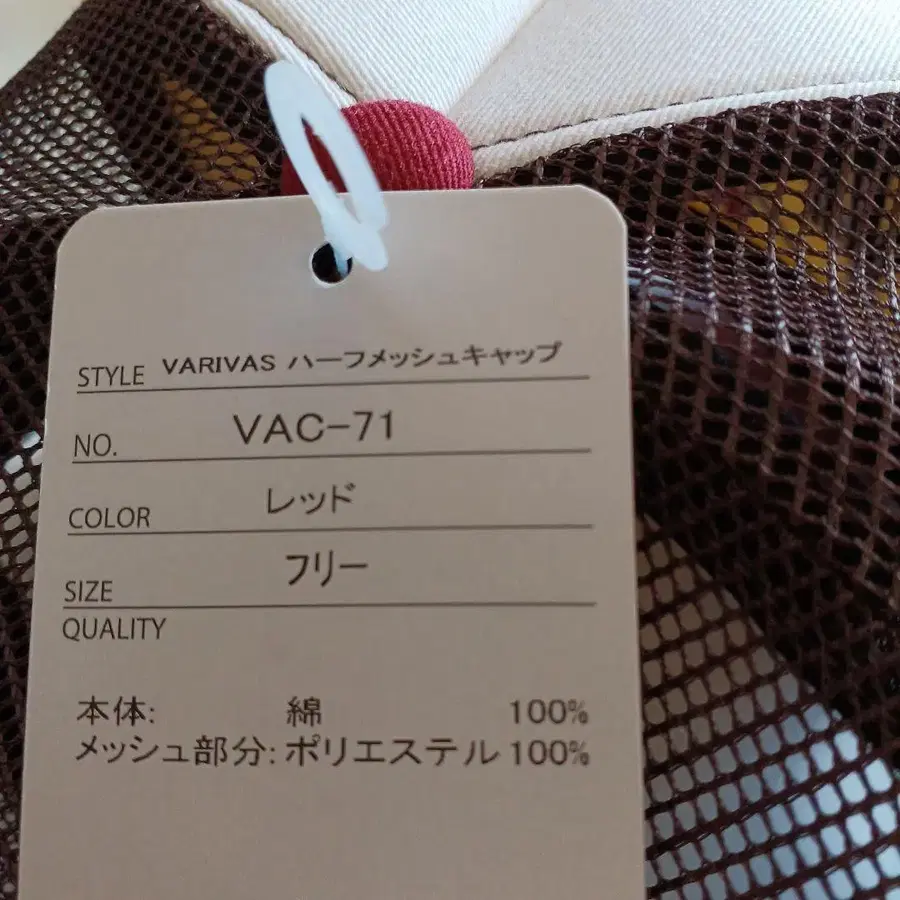 STYLE VARIVAS ハーフメッシュキャップ
NO. VAC-71
COLOR レッド
SIZE フリー
QUALITY
本体: 綿 100%
メッシュ部分: ポリエステル 100%